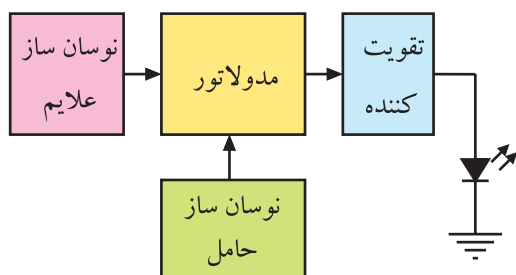 نوسان ساز
علایم
مدولاتور
تقویت
کننده
نوسان ساز
حامل